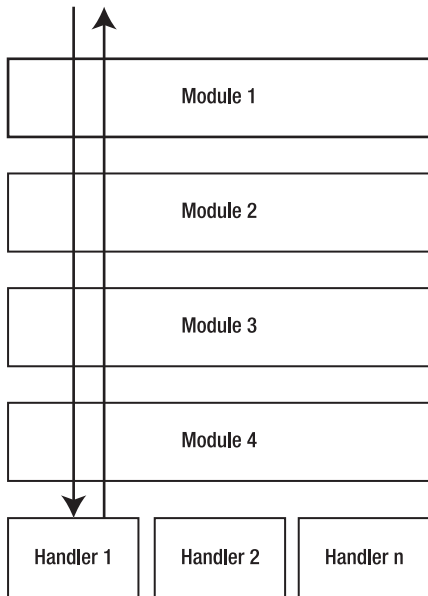 Module 1
Module 2
Module 3
Module 4
Handler 1
Handler 2
Handler n